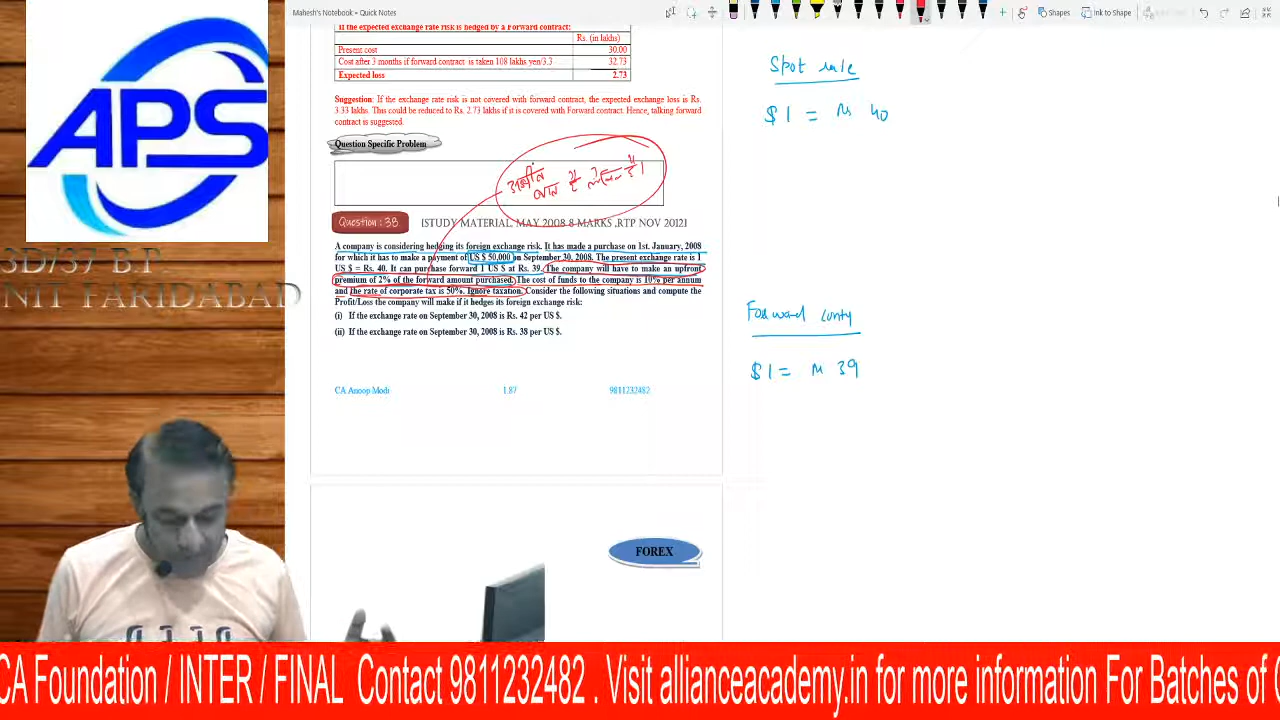 Mahesh's Notebook » Quick Notes
Shapes
Ink to Shape
APS
3D/37 B.P.
NIT FARIDABAD
If the exchange rate risk is hedged by a Forward contract:
Rs. (in lakhs)
Present cost 30.00
Cost after 3 months if forward contract is taken 108 lakhs yen/3.3 32.73
Expected loss 2.73
Suggestion: If the exchange rate risk is not covered with forward contract, the expected exchange loss is Rs.
3.33 lakhs. This could be reduced to Rs. 2.73 lakhs if it is covered with Forward contract. Hence, talking forward
contract is suggested.
Question Specific Problem
Question : 38 [STUDY MATERIAL, MAY 2008 8 MARKS ,RTP NOV 2012]
A company is considering hedging its foreign exchange risk. It has made a purchase on 1st. January, 2008
for which it has to make a payment of US $ 50,000 on September 30, 2008. The present exchange rate is 1
US $ = Rs. 40. It can purchase forward 1 US $ at Rs. 39. The company will have to make an upfront
premium of 2% of the forward amount purchased. The cost of funds to the company is 10% per annum
and the rate of corporate tax is 50%. Ignore taxation. Consider the following situations and compute the
Profit/Loss the company will make if it hedges its foreign exchange risk:
(i) If the exchange rate on September 30, 2008 is Rs. 42 per US $.
(ii) If the exchange rate on September 30, 2008 is Rs. 38 per US $.
CA Anoop Modi 1.87 9811232482
FOREX
Spot rate
$1 = Rs 40
Forward
$1 = 39
CA Foundation / INTER / FINAL Contact 9811232482 . Visit allianceacademy.in for more information For Batches of